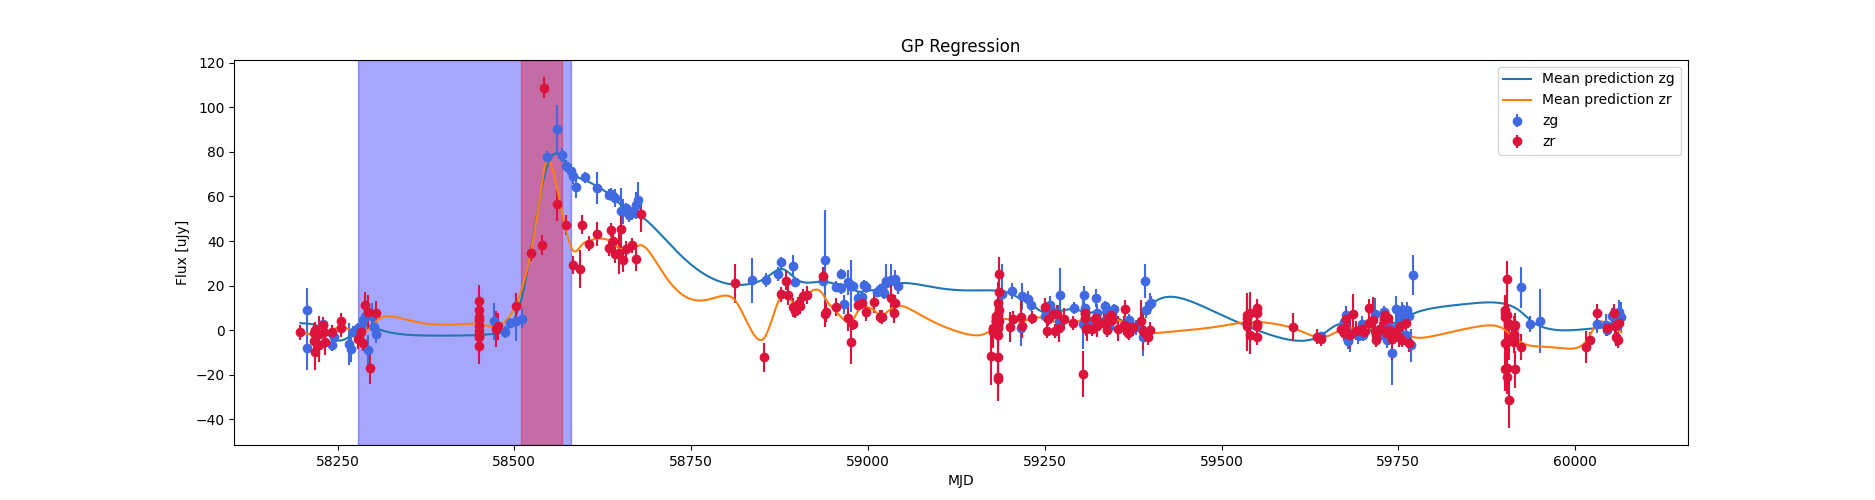 GP Regression
Flux [uJy]
120
100
80
60
40
20
0
−20
−40
Mean prediction zg
Mean prediction zr
zg
zr
58250 58500 58750 59000 59250 59500 59750 60000
MJD